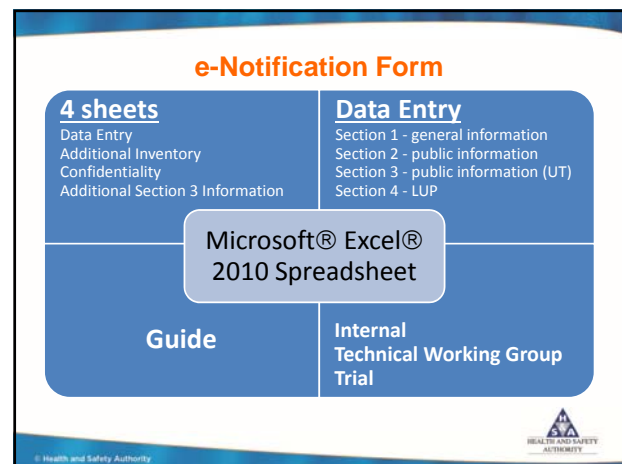 e-Notification Form
4 sheets
Data Entry
Additional Inventory
Confidentiality
Additional Section 3 Information
Data Entry
Section 1 - general information
Section 2 - public information
Section 3 - public information (UT)
Section 4 - LUP
Microsoft® Excel®
2010 Spreadsheet
Guide
Internal
Technical Working Group
Trial
H
S A
HEALTH AND SAFETY
AUTHORITY
© Health and Safety Authority